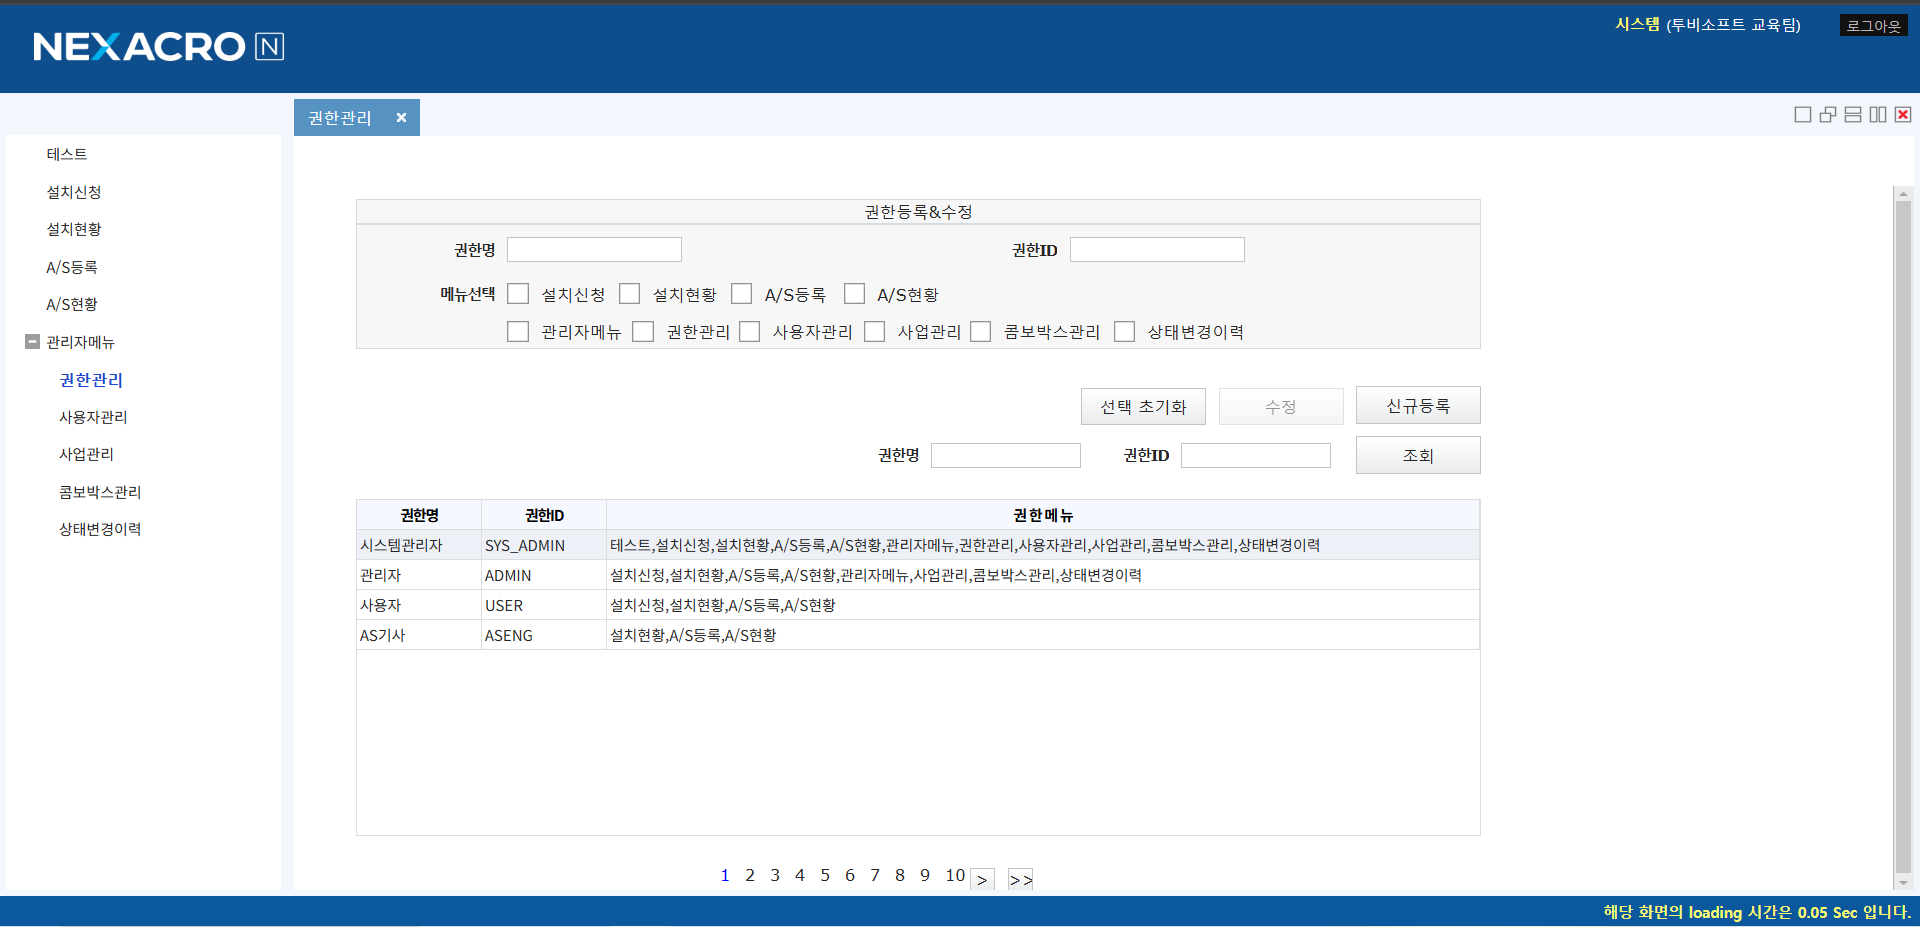 NEXACRO N
시스템 (투비소프트 교육팀) 로그아웃
권한관리
테스트
설치신청
설치현황
A/S등록
A/S현황
관리자메뉴
권한관리
사용자관리
사업관리
콤보박스관리
상태변경이력
권한등록&수정
권한명 권한ID
메뉴선택 설치신청 설치현황 A/S등록 A/S현황
관리자메뉴 권한관리 사용자관리 사업관리 콤보박스관리 상태변경이력
선택 초기화 수정 신규등록
권한명 권한ID 조회
권한명 권한ID 권한메뉴
시스템관리자 SYS_ADMIN 테스트,설치신청,설치현황,A/S등록,A/S현황,관리자메뉴,권한관리,사용자관리,사업관리,콤보박스관리,상태변경이력
관리자 ADMIN 설치신청,설치현황,A/S등록,A/S현황,관리자메뉴,사업관리,콤보박스관리,상태변경이력
사용자 USER 설치신청,설치현황,A/S등록,A/S현황
AS기사 ASENG 설치현황,A/S등록,A/S현황
1 2 3 4 5 6 7 8 9 10 > >>
해당 화면의 loading 시간은 0.05 Sec 입니다.